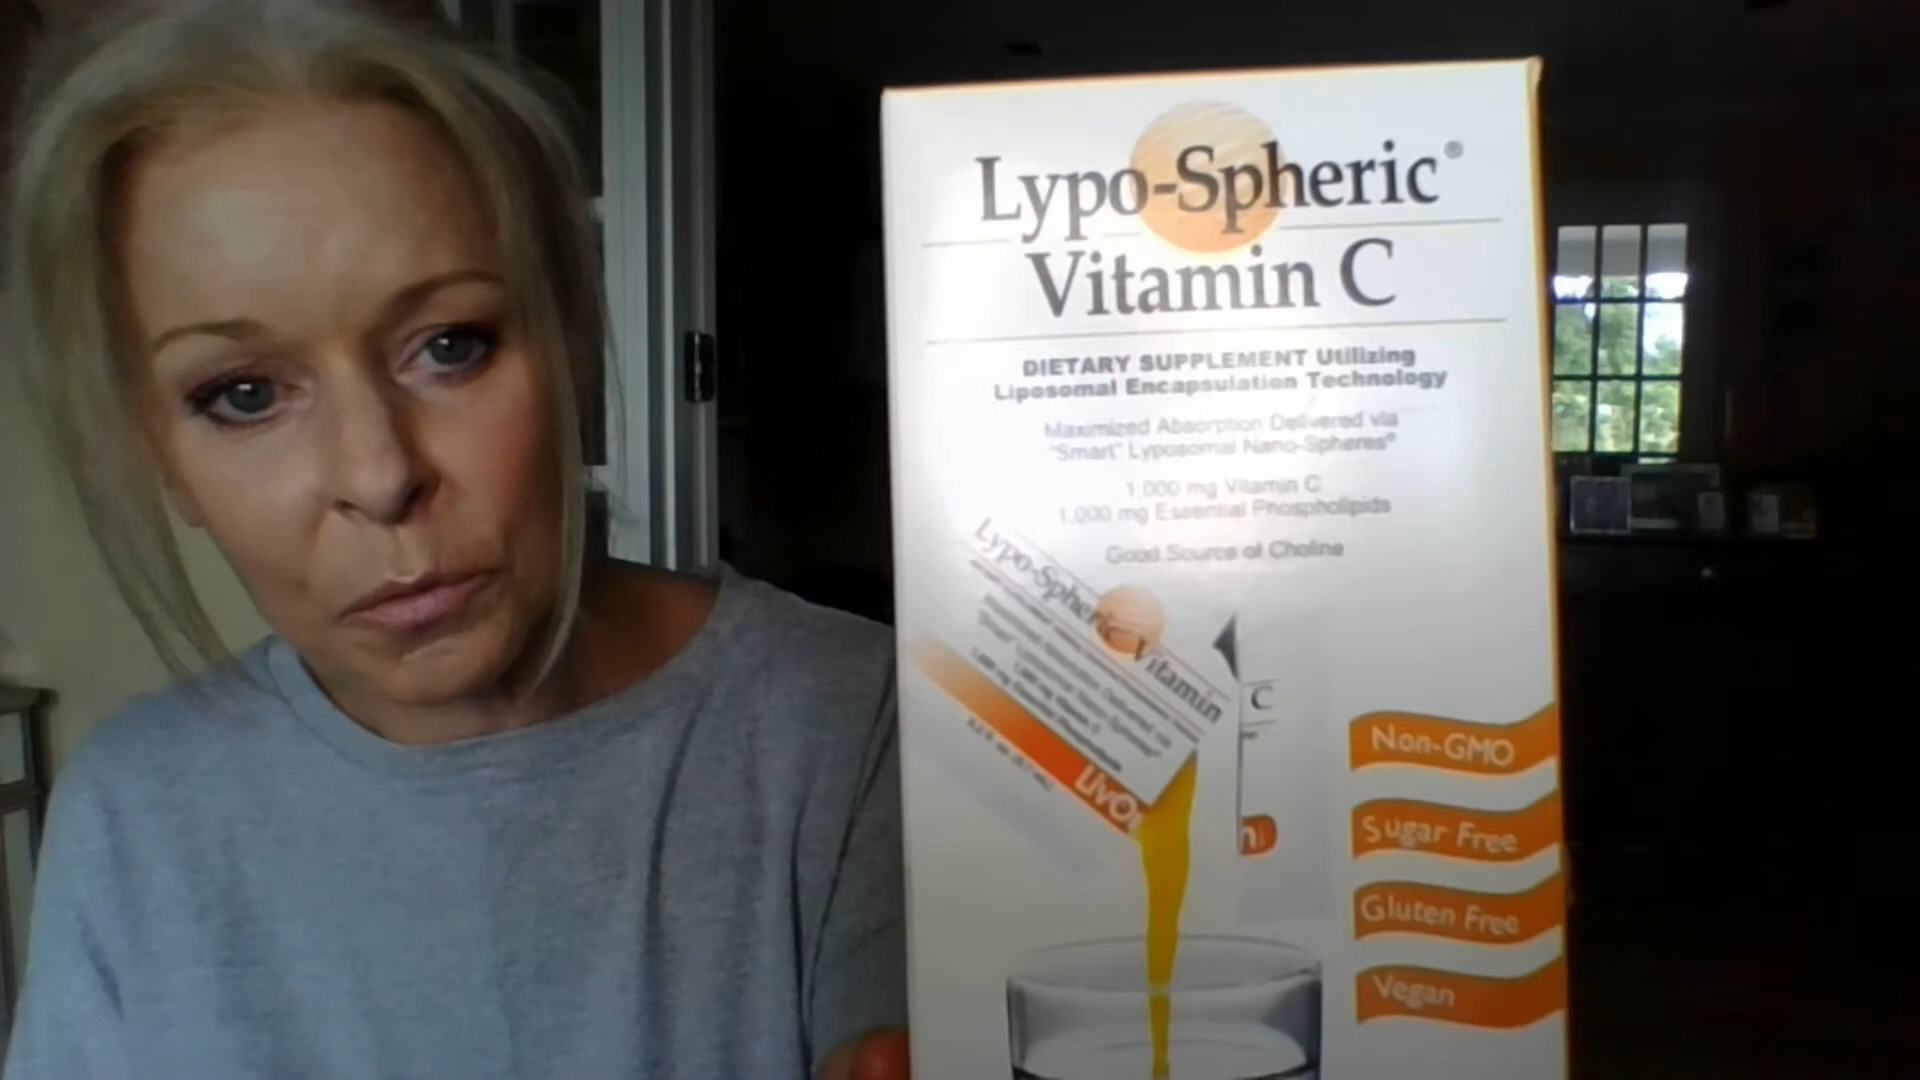 Lypo-Spheric®
Vitamin C
DIETARY SUPPLEMENT Utilizing
Liposomal Encapsulation Technology
Maximized Absorption Delivered via
"Smart" Lyposomal Nano-Spheres®
1,000 mg Vitamin C
1,000 mg Essential Phospholipids
Good Source of Choline
Lypo-Spheric Vitamin
C
LivOn
Non-GMO
Sugar Free
Gluten Free
Vegan